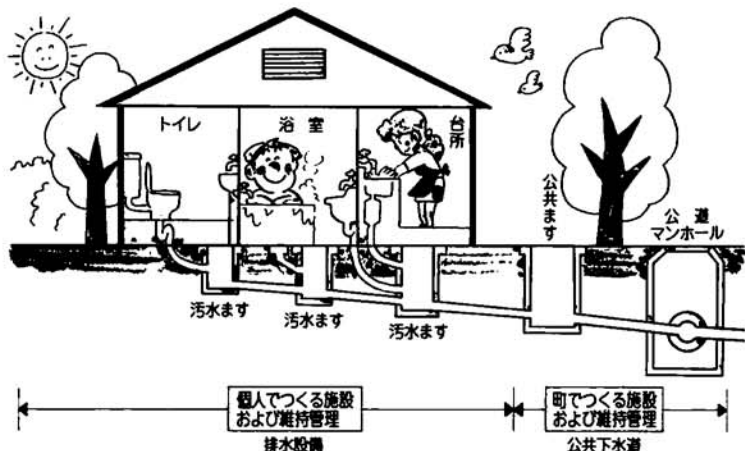 トイレ
浴室
台所
公共ます
公道
マンホール
汚水ます
汚水ます
汚水ます
個人でつくる施設
および維持管理
排水設備
町でつくる施設
および維持管理
公共下水道